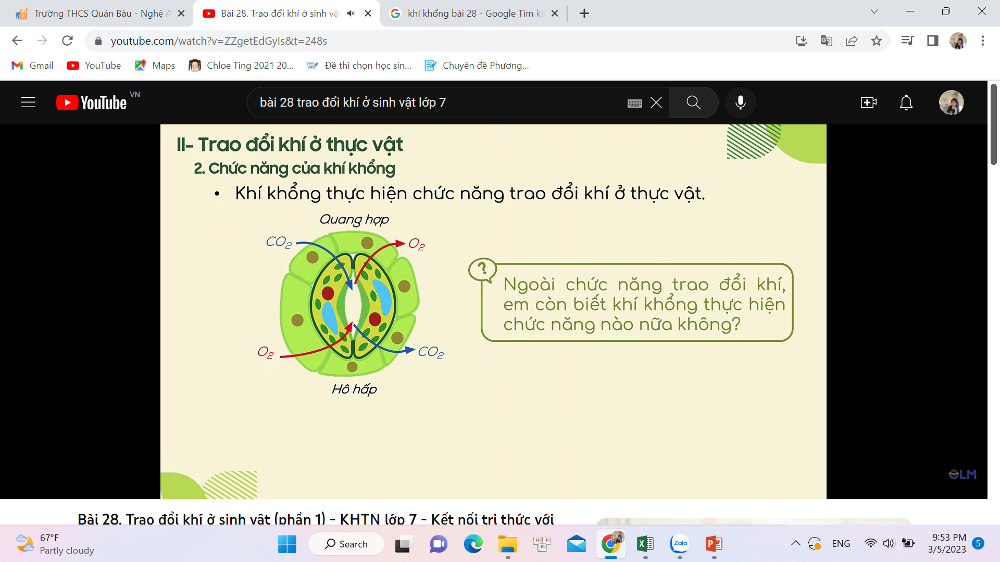 Trường THCS Quán Bàu - Nghệ A
Bài 28. Trao đổi khí ở sinh vậ
khí khổng bài 28 - Google Tìm ki
youtube.com/watch?v=ZZgetEdGyIs&t=248s
Gmail
YouTube
Maps
Chloe Ting 2021 20...
Đề thi chọn học sin...
Chuyên đề Phương...
YouTube VN
bài 28 trao đổi khí ở sinh vật lớp 7
II- Trao đổi khí ở thực vật
2. Chức năng của khí khổng
• Khí khổng thực hiện chức năng trao đổi khí ở thực vật.
Quang hợp
CO2
O2
?
Ngoài chức năng trao đổi khí,
em còn biết khí khổng thực hiện
chức năng nào nữa không?
O2
CO2
Hô hấp
OLM
Bài 28. Trao đổi khí ở sinh vật (phần 1) - KHTN lớp 7 - Kết nối tri thức với
67°F
Partly cloudy
Search
Zalo
ENG
9:53 PM
3/5/2023
5